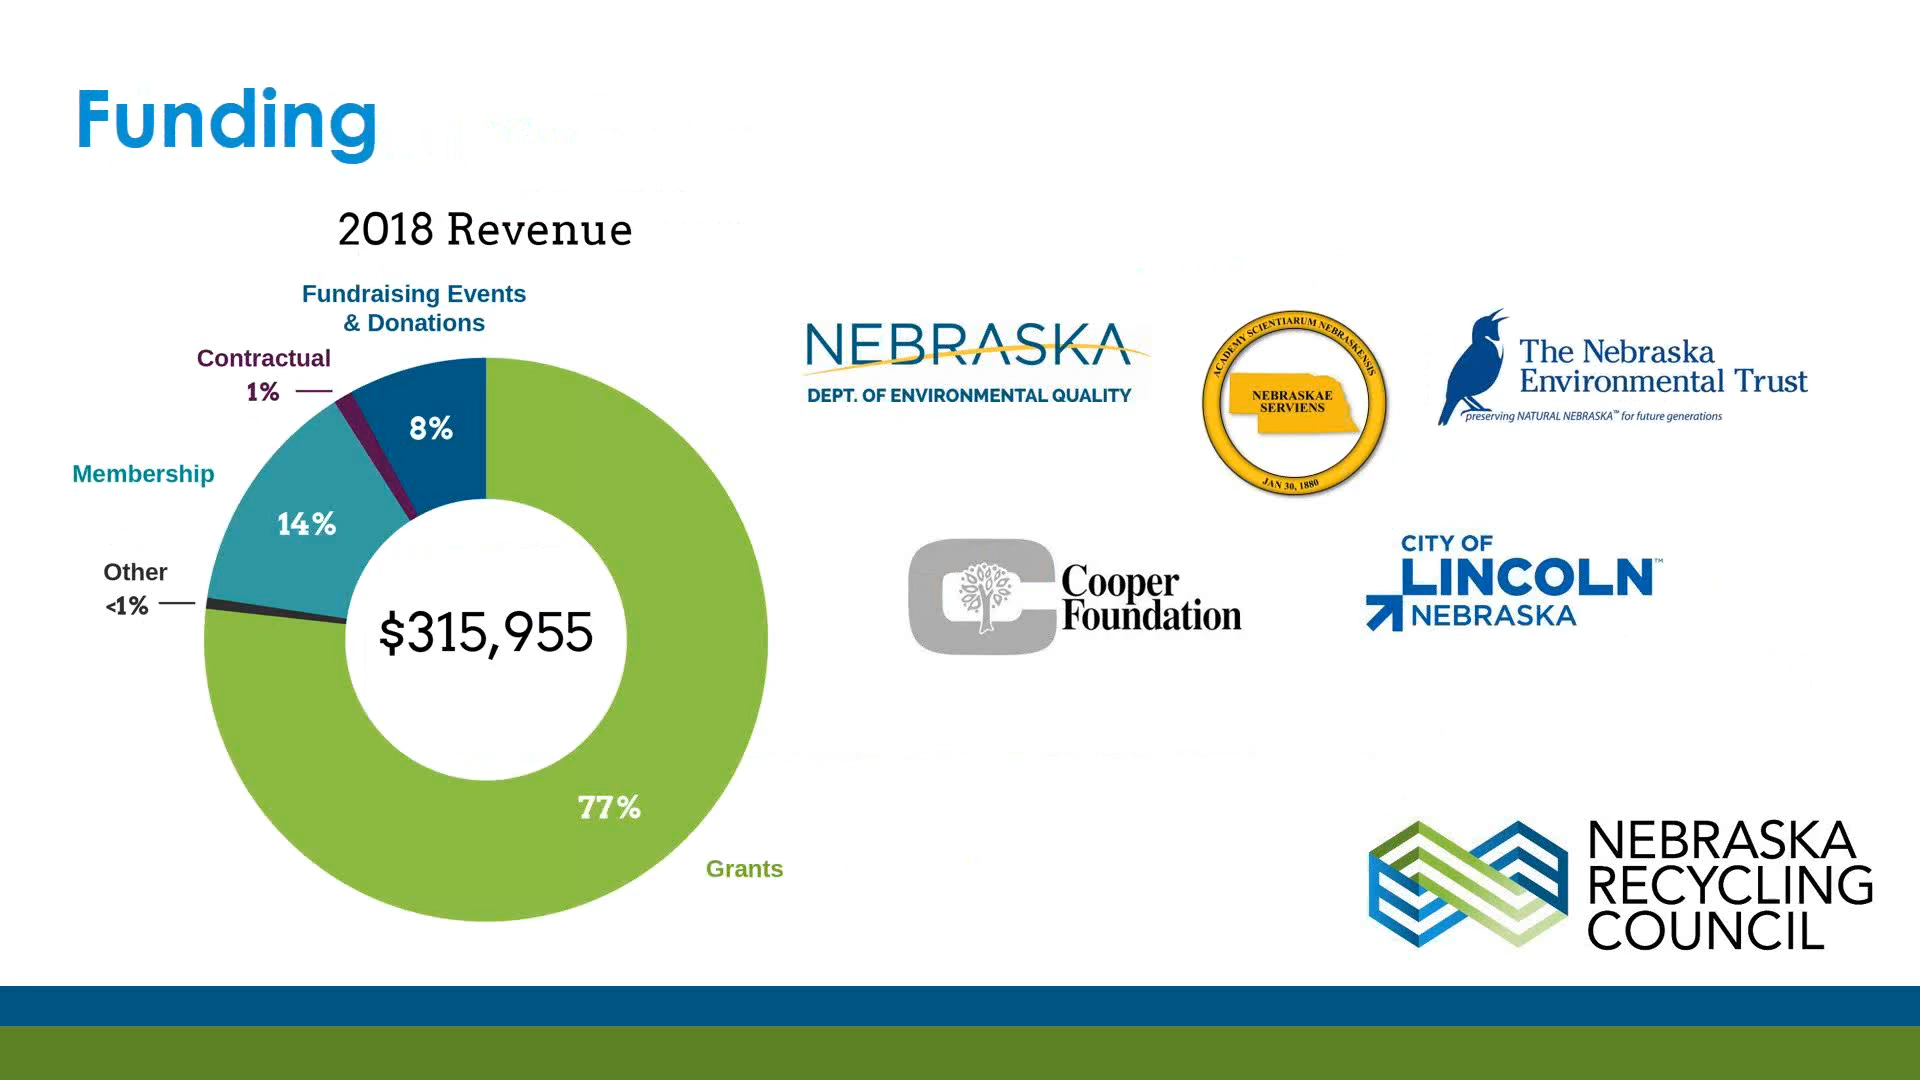 Funding
2018 Revenue
Fundraising Events
& Donations
Contractual
1%
8%
Membership
14%
Other
<1%
$315,955
77%
Grants
NEBRASKA
DEPT. OF ENVIRONMENTAL QUALITY
ACADEMY SCIENTIARUM NEBRASKENSIS
NEBRASKAE
SERVIENS
JAN 30, 1880
The Nebraska
Environmental Trust
preserving NATURAL NEBRASKA™ for future generations
Cooper
Foundation
CITY OF
LINCOLN™
NEBRASKA
NEBRASKA
RECYCLING
COUNCIL